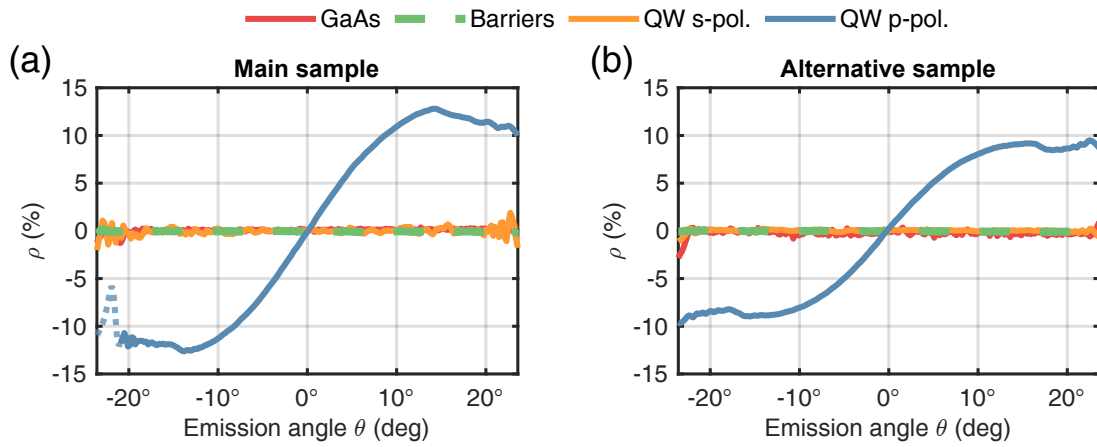 GaAs Barriers QW s-pol. QW p-pol.
(a) Main sample
15
10
5
0
-5
-10
-15
ρ (%)
-20° -10° 0° 10° 20°
Emission angle θ (deg)
(b) Alternative sample
15
10
5
0
-5
-10
-15
ρ (%)
-20° -10° 0° 10° 20°
Emission angle θ (deg)